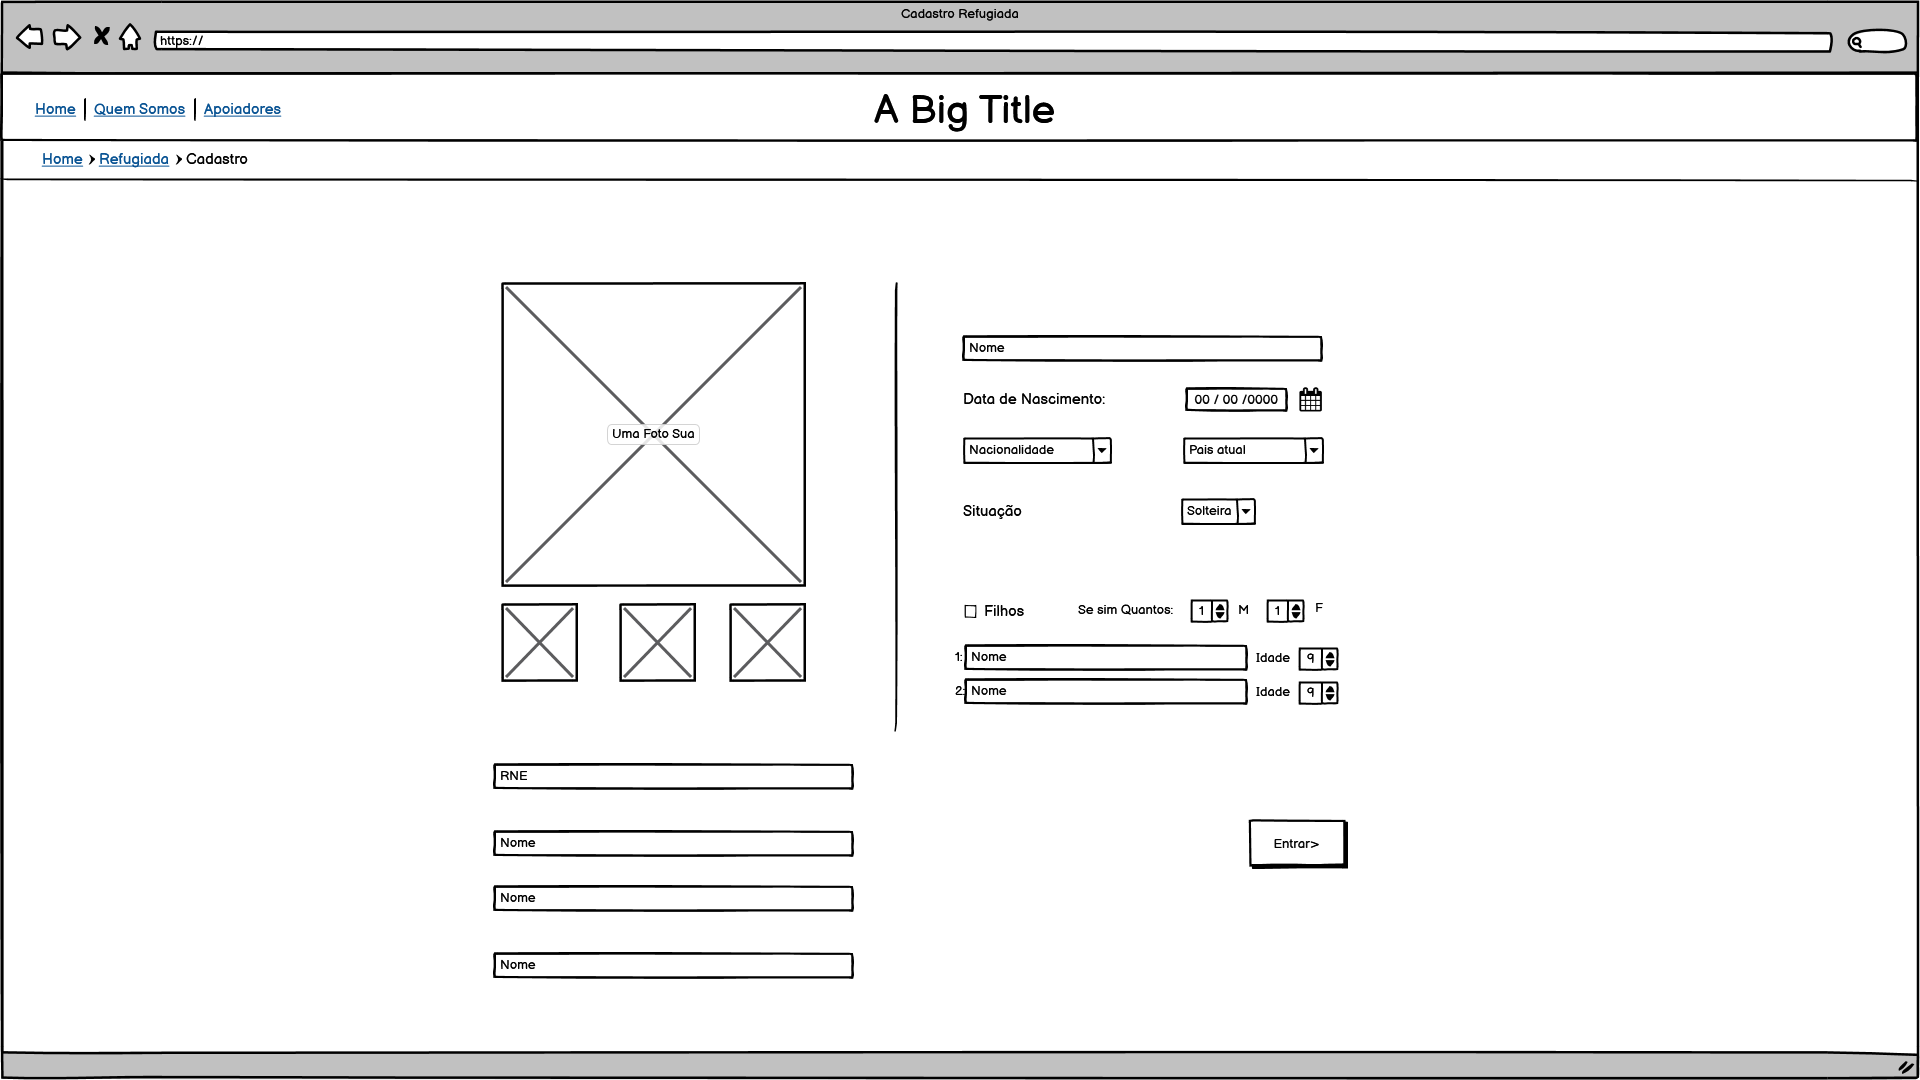 Cadastro Refugiada
https://
Home Quem Somos Apoiadores
A Big Title
Home Refugiada Cadastro
Uma Foto Sua
Nome
Data de Nascimento: 00 / 00 /0000
Nacionalidade Pais atual
Situação Solteira
Filhos Se sim Quantos: 1 M 1 F
1: Nome Idade 9
2: Nome Idade 9
RNE
Nome
Nome
Nome
Entrar>